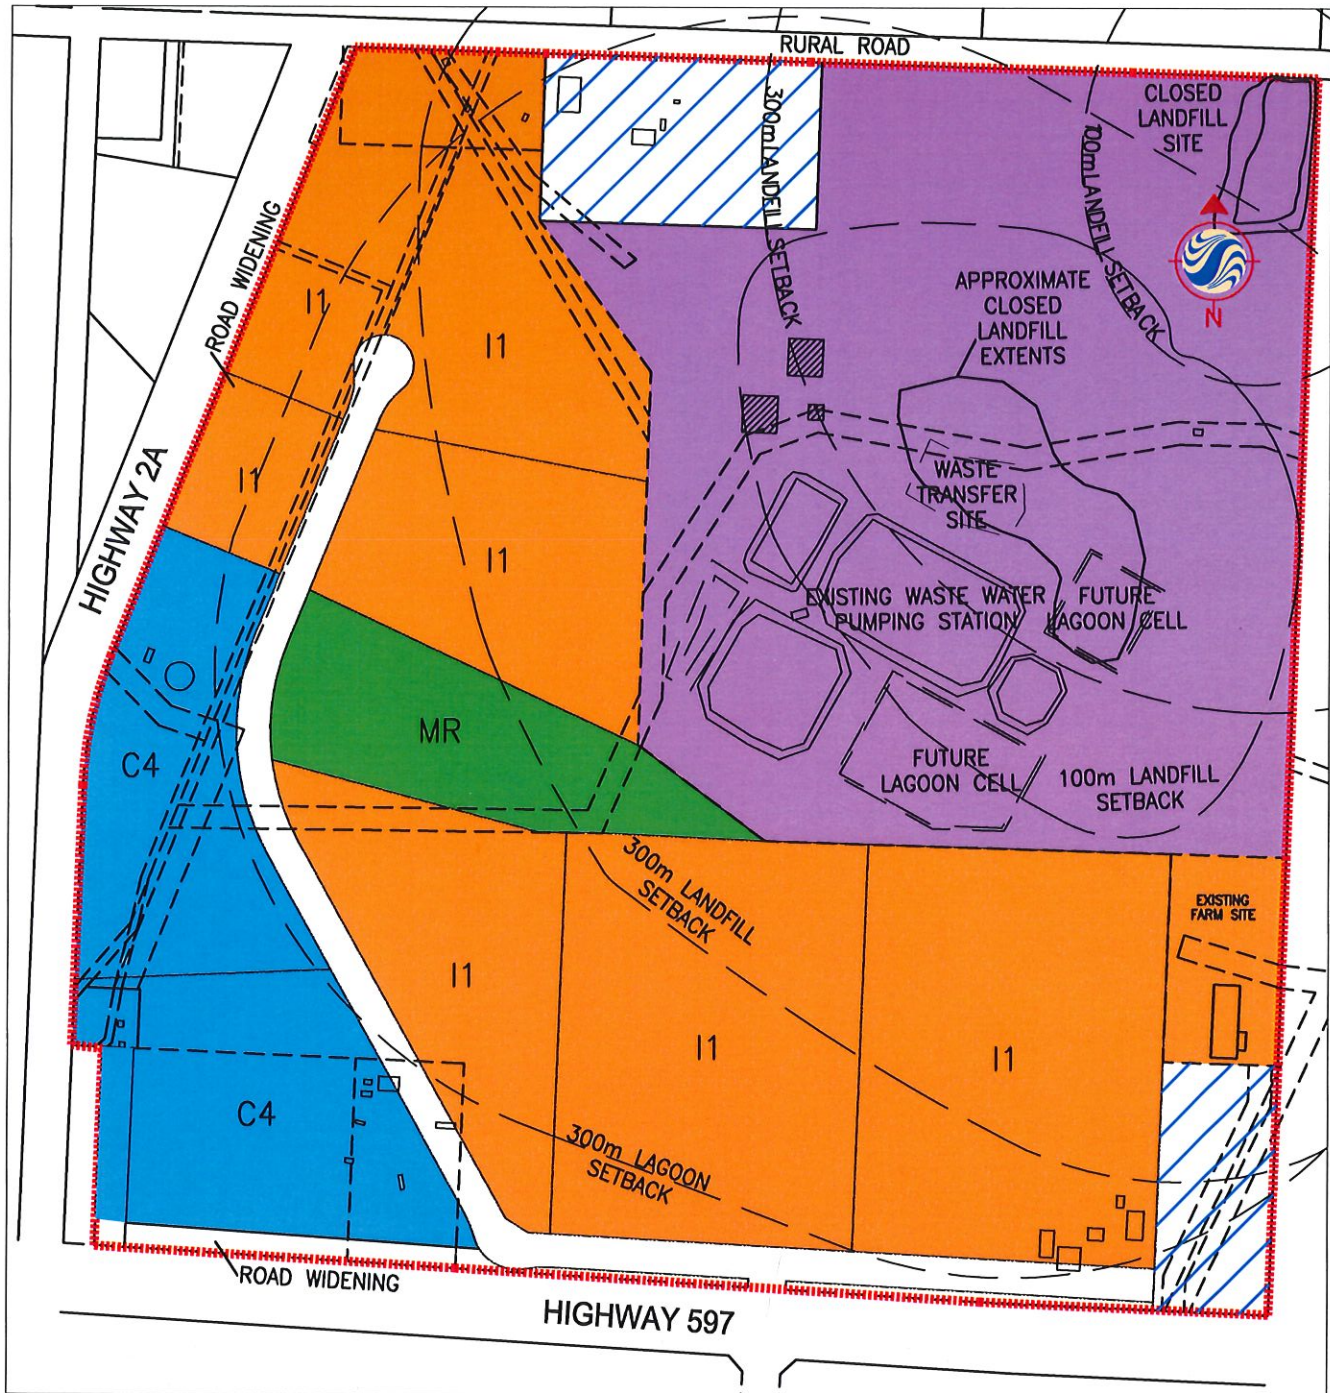 RURAL ROAD
CLOSED
LANDFILL
SITE
300m LANDFILL SETBACK
100m LANDFILL SETBACK
ROAD WIDENING
APPROXIMATE
CLOSED
LANDFILL
EXTENTS
N
I1
I1
I1
WASTE
TRANSFER
SITE
HIGHWAY 2A
I1
EXISTING WASTE WATER
PUMPING STATION
FUTURE
LAGOON CELL
MR
C4
FUTURE
LAGOON CELL
100m LANDFILL
SETBACK
300m LANDFILL
SETBACK
EXISTING
FARM SITE
I1
I1
I1
C4
300m LAGOON
SETBACK
ROAD WIDENING
HIGHWAY 597